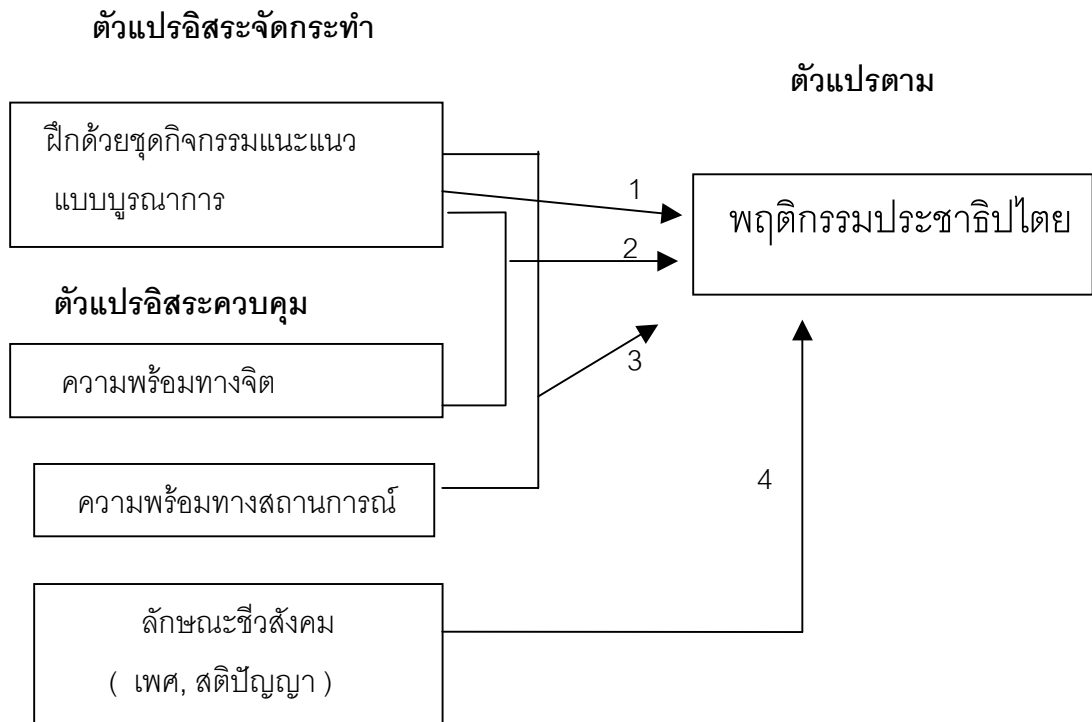 ตัวแปรอิสระจัดกระทำ
ตัวแปรตาม
ฝึกด้วยชุดกิจกรรมแนะแนว
แบบบูรณาการ
1
พฤติกรรมประชาธิปไตย
2
ตัวแปรอิสระควบคุม
ความพร้อมทางจิต
3
ความพร้อมทางสถานการณ์
4
ลักษณะชีวสังคม
( เพศ, สติปัญญา )